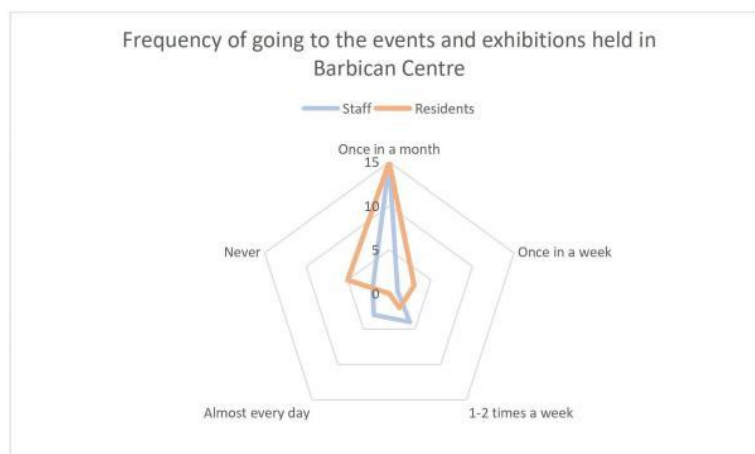 Frequency of going to the events and exhibitions held in
Barbican Centre
Staff Residents
Once in a month
15
10
5
0
Never
Once in a week
Almost every day
1-2 times a week